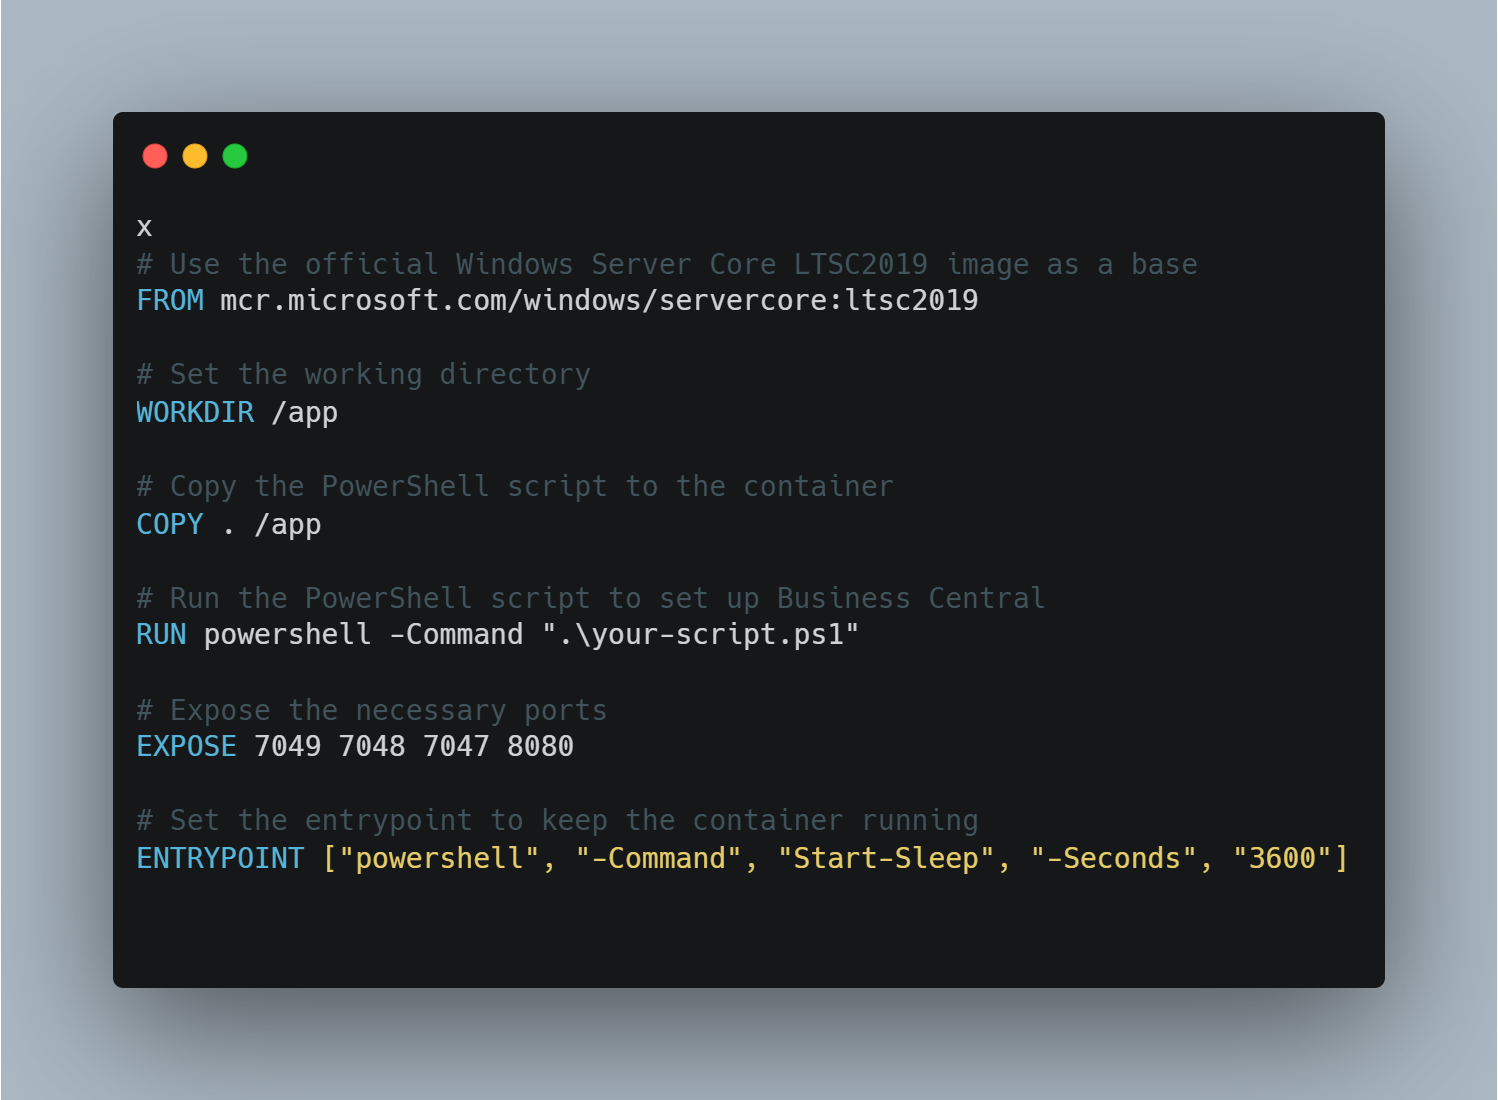 x
# Use the official Windows Server Core LTSC2019 image as a base
FROM mcr.microsoft.com/windows/servercore:ltsc2019
# Set the working directory
WORKDIR /app
# Copy the PowerShell script to the container
COPY . /app
# Run the PowerShell script to set up Business Central
RUN powershell -Command ".\your-script.ps1"
# Expose the necessary ports
EXPOSE 7049 7048 7047 8080
# Set the entrypoint to keep the container running
ENTRYPOINT ["powershell", "-Command", "Start-Sleep", "-Seconds", "3600"]